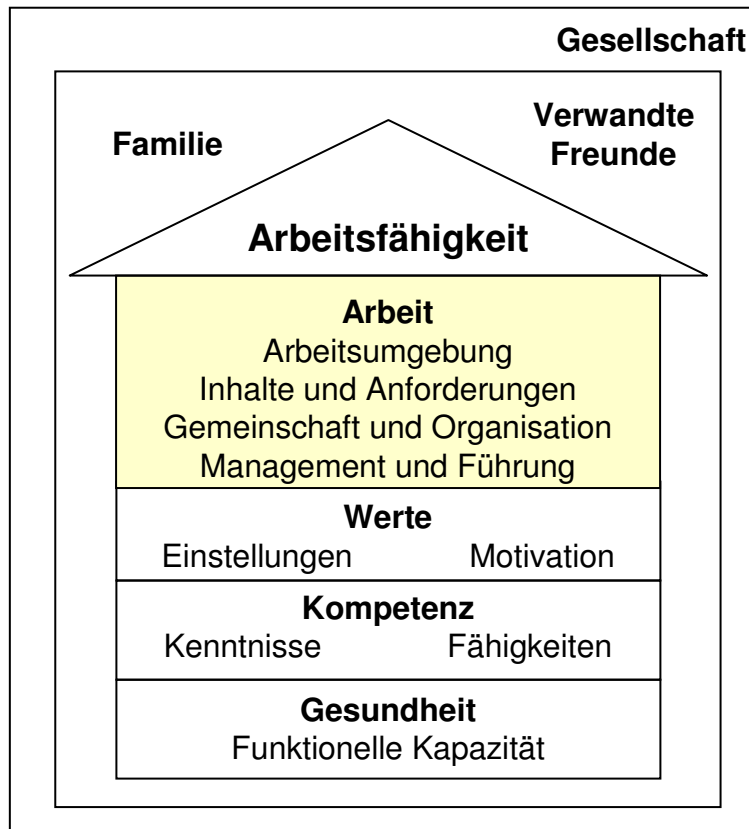 Gesellschaft
Familie
Verwandte
Freunde
Arbeitsfähigkeit
Arbeit
Arbeitsumgebung
Inhalte und Anforderungen
Gemeinschaft und Organisation
Management und Führung
Werte
Einstellungen Motivation
Kompetenz
Kenntnisse Fähigkeiten
Gesundheit
Funktionelle Kapazität